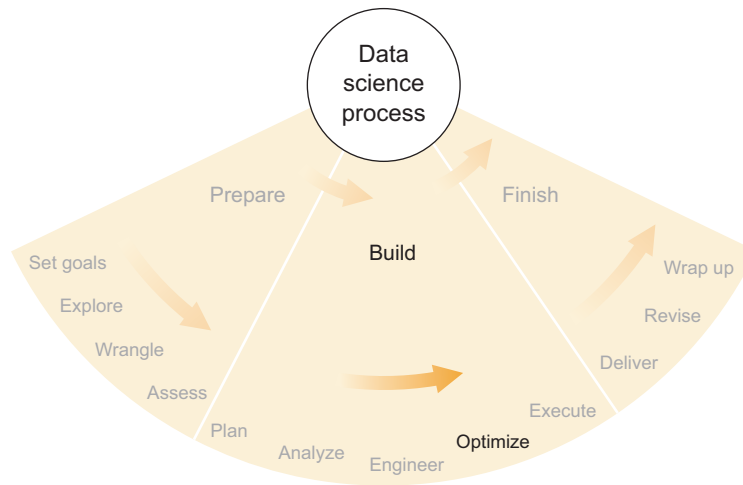 Data
science
process
Prepare
Finish
Build
Set goals
Explore
Wrangle
Assess
Plan
Analyze
Engineer
Optimize
Execute
Deliver
Revise
Wrap up